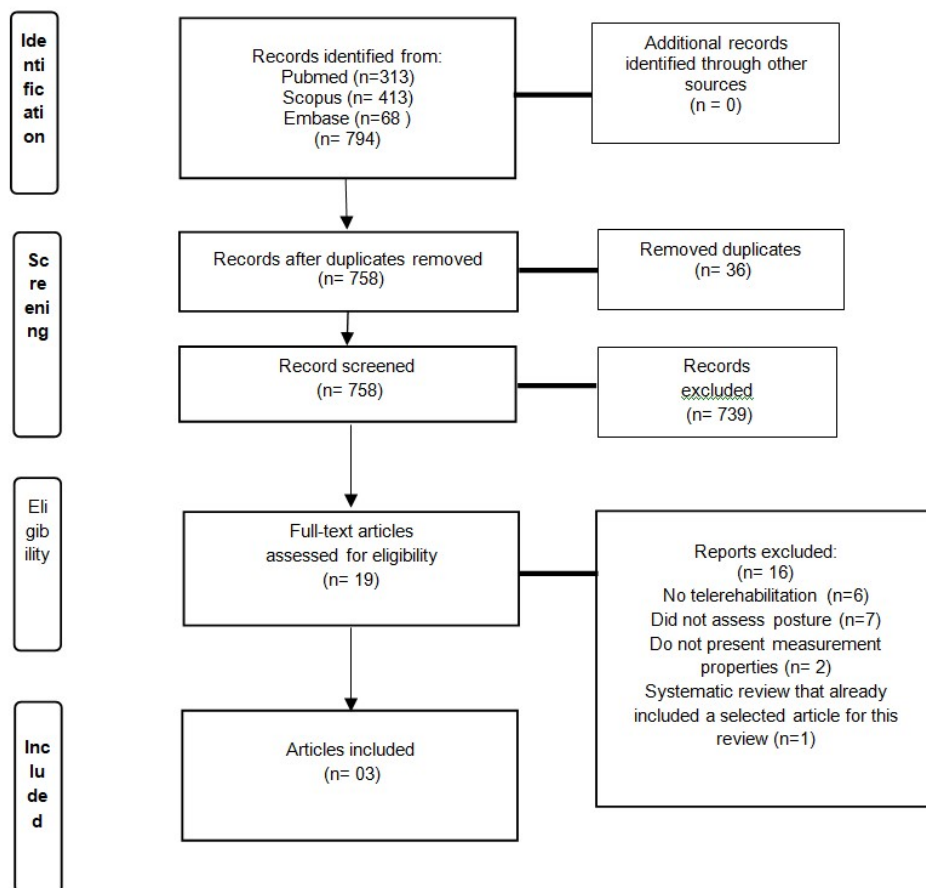 Ide
nti
fic
ati
on
Records identified from:
Pubmed (n=313)
Scopus (n= 413)
Embase (n=68 )
(n= 794)
Additional records
identified through other
sources
(n = 0)
Sc
re
eni
ng
Records after duplicates removed
(n= 758)
Removed duplicates
(n= 36)
Record screened
(n= 758)
Records
excluded
(n= 739)
Eli
gib
ility
Full-text articles
assessed for eligibility
(n= 19)
Reports excluded:
(n= 16)
No telerehabilitation (n=6)
Did not assess posture (n=7)
Do not present measurement
properties (n= 2)
Systematic review that already
included a selected article for this
review (n=1)
Inc
lu
de
d
Articles included
(n= 03)